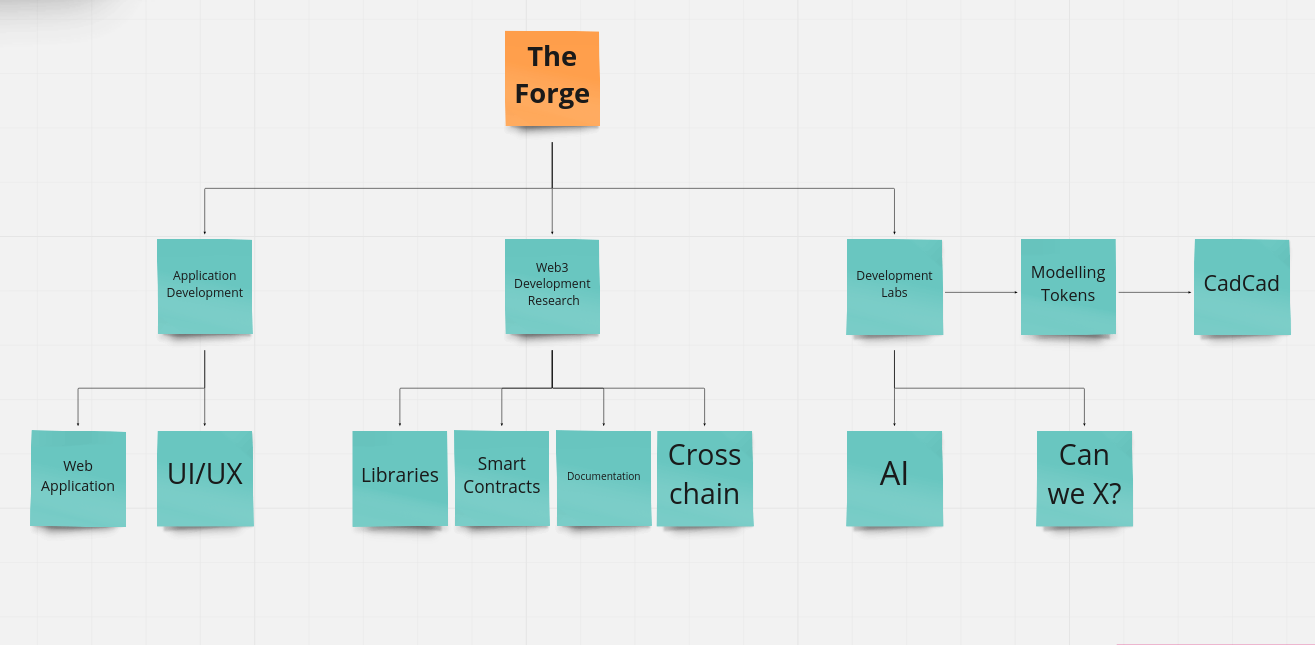 The
Forge
Application
Development
Web3
Development
Research
Development
Labs
Modelling
Tokens
CadCad
Web
Application
UI/UX
Libraries
Smart
Contracts
Documentation
Cross
chain
AI
Can
we X?